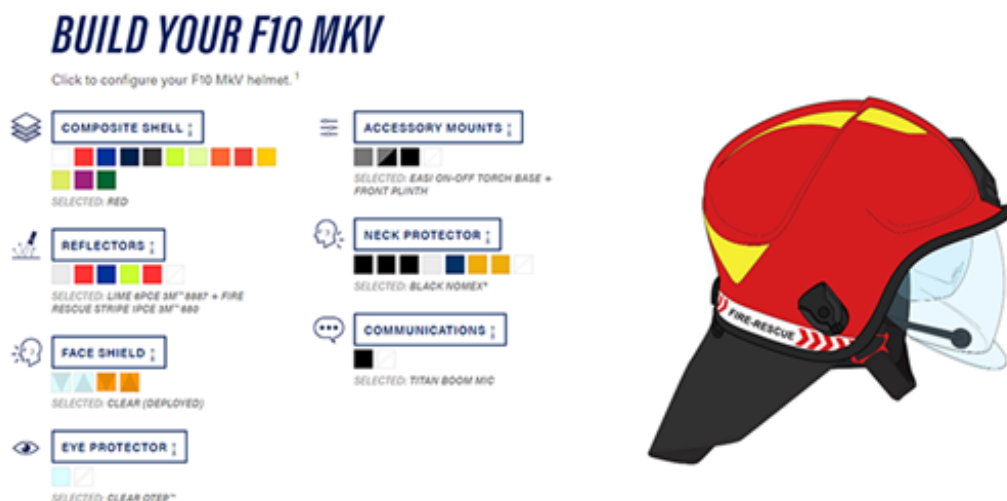 BUILD YOUR F10 MKV
Click to configure your F10 MkV helmet. 1
COMPOSITE SHELL
SELECTED: RED
REFLECTORS
SELECTED: LIME 6PCE 3M™ 8887 + FIRE
RESCUE STRIPE 1PCE 3M™ 680
FACE SHIELD
SELECTED: CLEAR (DEPLOYED)
EYE PROTECTOR
SELECTED: CLEAR OTEP™
ACCESSORY MOUNTS
SELECTED: EASI ON-OFF TORCH BASE +
FRONT PLINTH
NECK PROTECTOR
SELECTED: BLACK NOMEX®
COMMUNICATIONS
SELECTED: TITAN BOOM MIC
FIRE-RESCUE